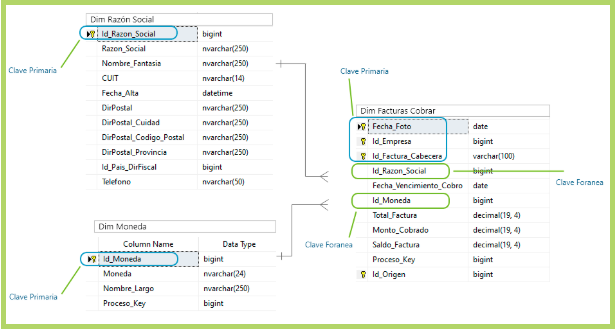 Dim Razón Social
Id_Razon_Social bigint
Razon_Social nvarchar(250)
Nombre_Fantasia nvarchar(250)
CUIT nvarchar(14)
Fecha_Alta datetime
DirPostal nvarchar(250)
DirPostal_Cuidad nvarchar(250)
DirPostal_Codigo_Postal nvarchar(250)
DirPostal_Provincia nvarchar(250)
Id_Pais_DirFiscal bigint
Telefono nvarchar(50)
Clave Primaria
Clave Primaria
Dim Facturas Cobrar
Fecha_Foto date
Id_Empresa bigint
Id_Factura_Cabecera varchar(100)
Id_Razon_Social bigint
Fecha_Vencimiento_Cobro date
Id_Moneda bigint
Total_Factura decimal(19, 4)
Monto_Cobrado decimal(19, 4)
Saldo_Factura decimal(19, 4)
Proceso_Key bigint
Id_Origen bigint
Clave Foranea
Clave Foranea
Dim Moneda
Column Name Data Type
Id_Moneda bigint
Moneda nvarchar(24)
Nombre_Largo nvarchar(250)
Proceso_Key bigint
Clave Primaria